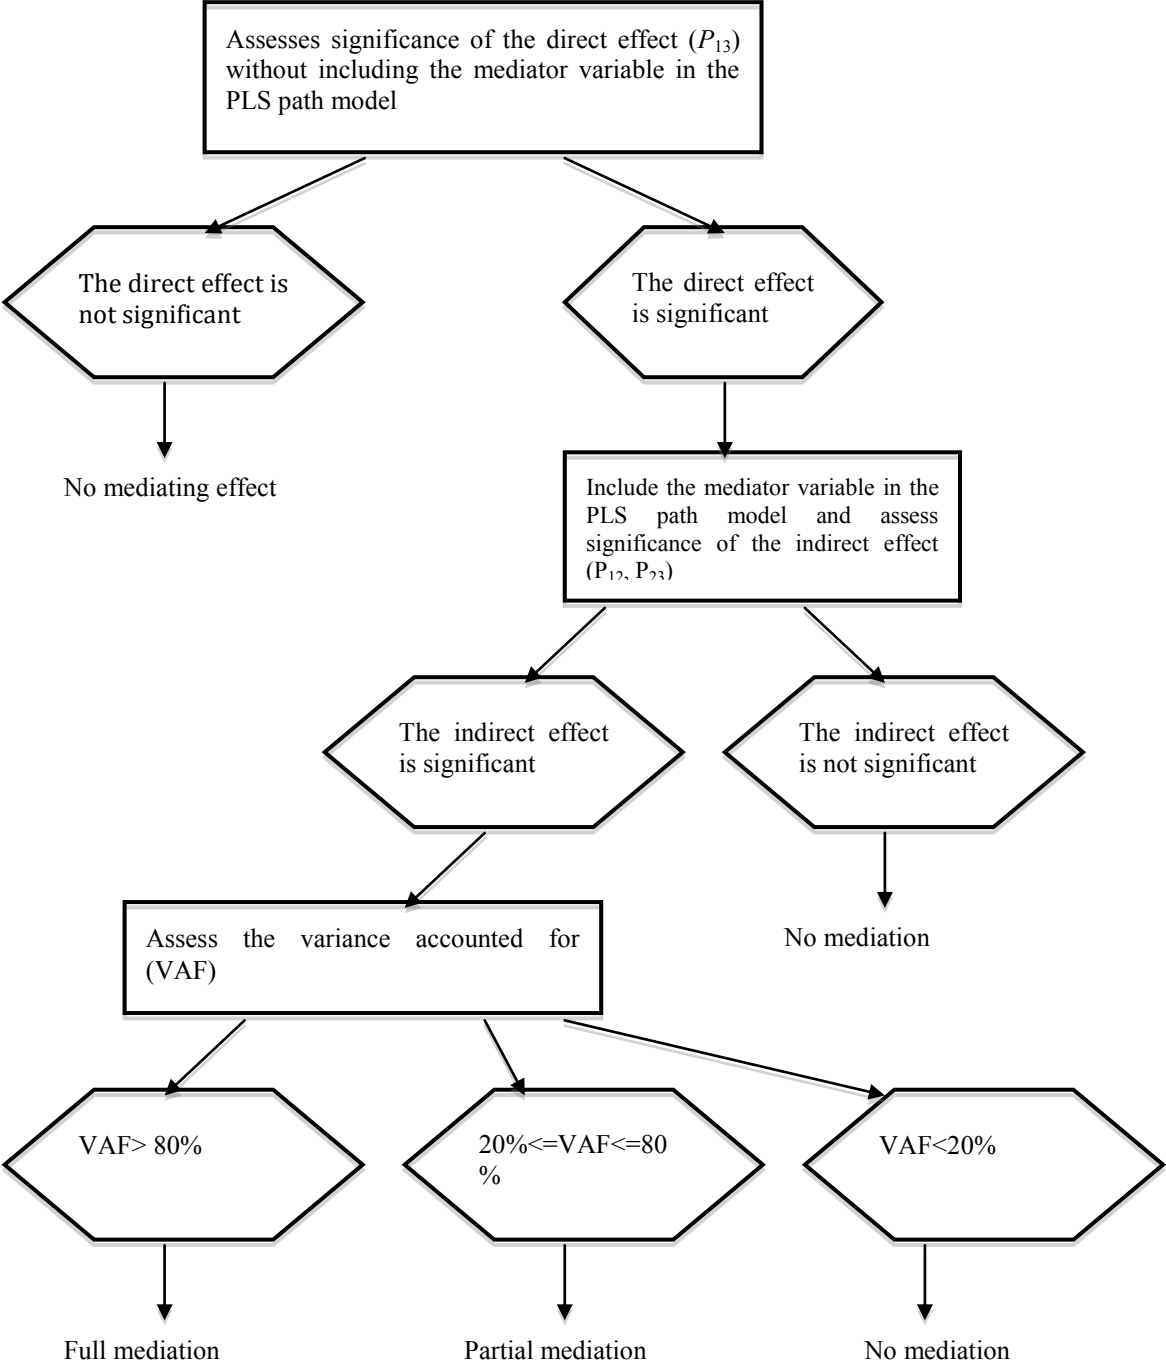 Assesses significance of the direct effect (P13)
without including the mediator variable in the
PLS path model
The direct effect is
not significant
The direct effect
is significant
No mediating effect
Include the mediator variable in the
PLS path model and assess
significance of the indirect effect
(P12, P23)
The indirect effect
is significant
The indirect effect
is not significant
Assess the variance accounted for
(VAF)
No mediation
VAF> 80%
20%<=VAF<=80
%
VAF<20%
Full mediation
Partial mediation
No mediation